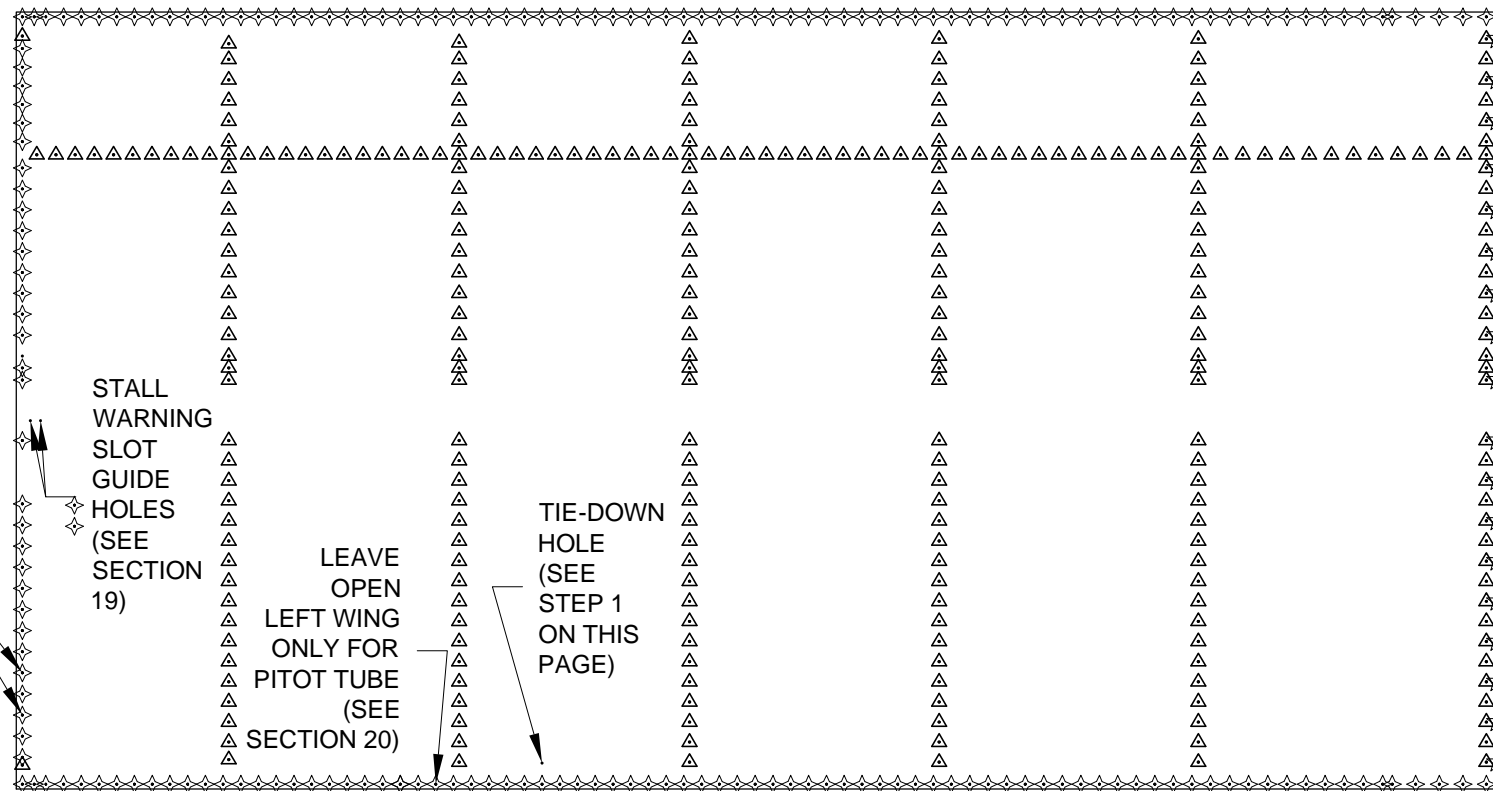 STALL
WARNING
SLOT
GUIDE
HOLES
(SEE
SECTION
19)
LEAVE
OPEN
LEFT WING
ONLY FOR
PITOT TUBE
(SEE
SECTION 20)
TIE-DOWN
HOLE
(SEE
STEP 1
ON THIS
PAGE)